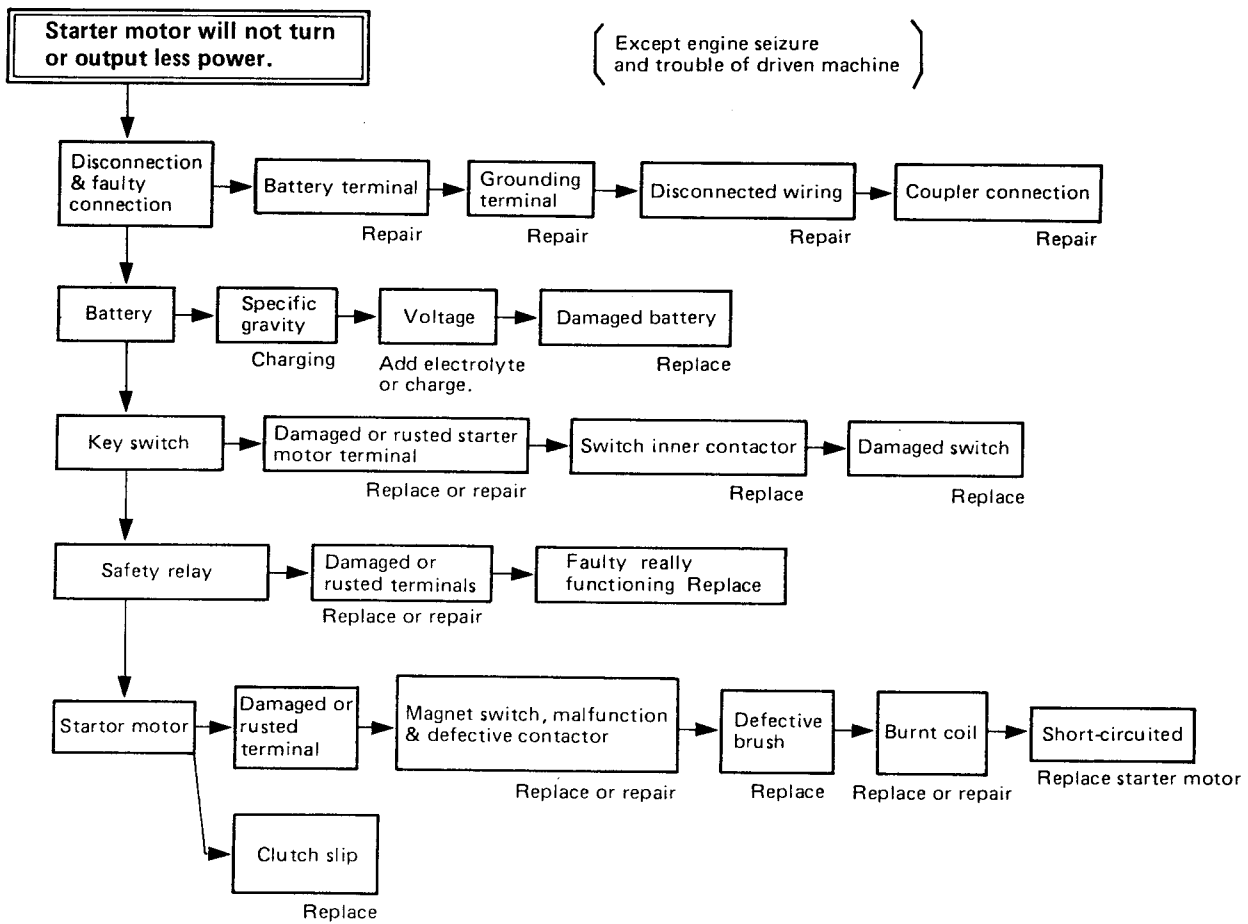 Starter motor will not turn
or output less power.
Except engine seizure
and trouble of driven machine
Disconnection
& faulty
connection
Battery terminal
Repair
Grounding
terminal
Repair
Disconnected wiring
Repair
Coupler connection
Repair
Battery
Specific
gravity
Charging
Voltage
Add electrolyte
or charge.
Damaged battery
Replace
Key switch
Damaged or rusted starter
motor terminal
Replace or repair
Switch inner contactor
Replace
Damaged switch
Replace
Safety relay
Damaged or
rusted terminals
Replace or repair
Faulty really
functioning Replace
Startor motor
Damaged or
rusted
terminal
Magnet switch, malfunction
& defective contactor
Replace or repair
Defective
brush
Replace
Burnt coil
Replace or repair
Short-circuited
Replace starter motor
Clutch slip
Replace